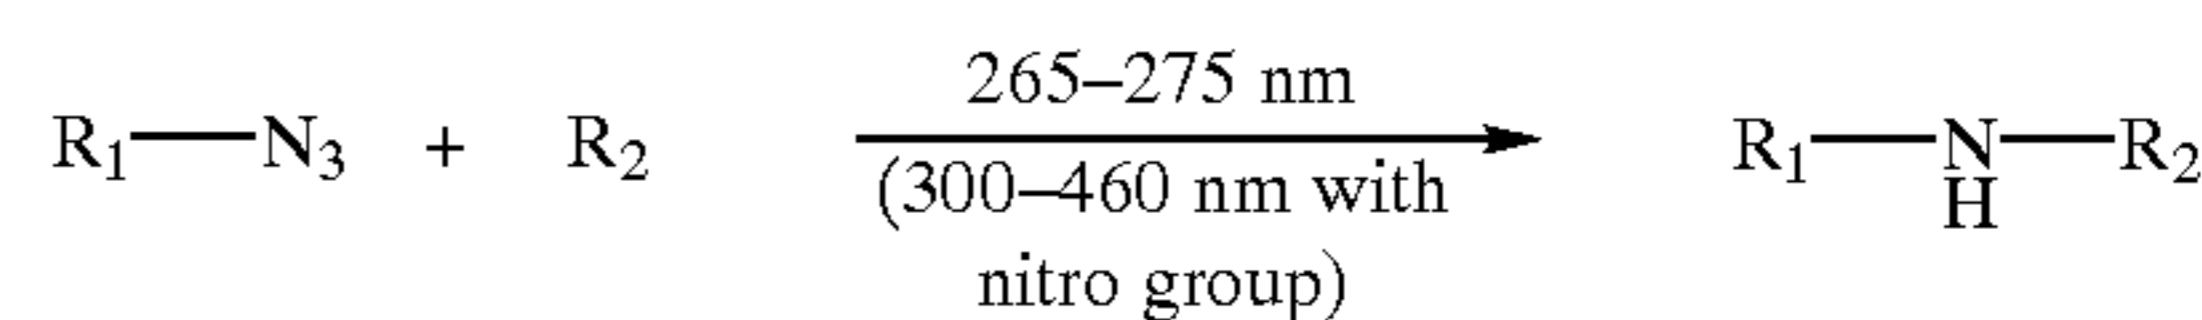 265–275 nm
R₁—N₃ + R₂ R₁—N—R₂
H
(300–460 nm with
nitro group)